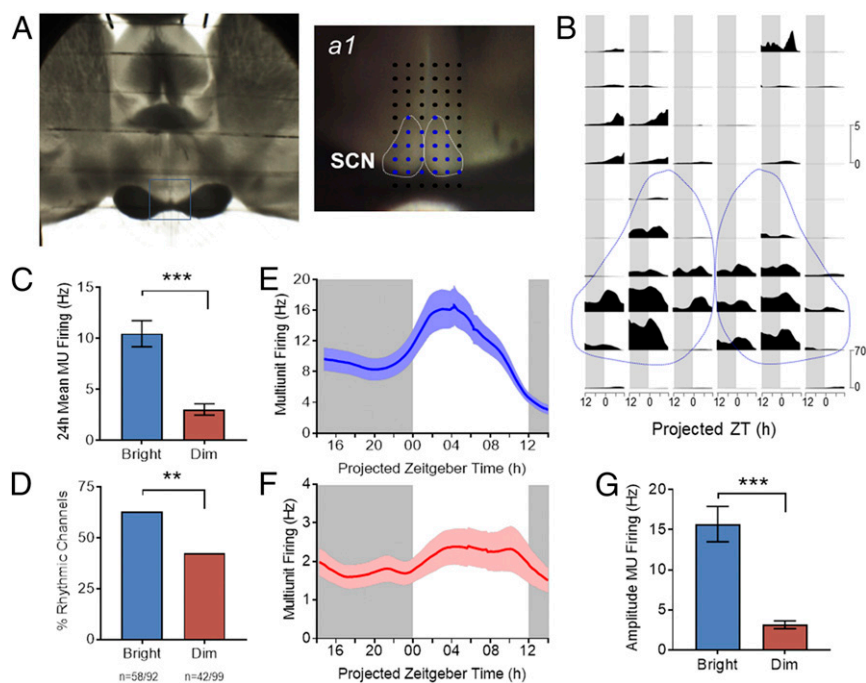 A
a1
SCN
B
5
0
70
0
12 0 12 0 12 0 12 0 12 0 12 0
Projected ZT (h)
C
24h Mean MU Firing (Hz)
15
10
5
0
***
Bright Dim
D
% Rhythmic Channels
75
50
25
0
**
Bright Dim
n=58/92 n=42/99
E
Multiunit Firing (Hz)
20
16
12
8
4
0
16 20 00 04 08 12
Projected Zeitgeber Time (h)
F
Multiunit Firing (Hz)
4
3
2
1
0
16 20 00 04 08 12
Projected Zeitgeber Time (h)
G
Amplitude MU Firing (Hz)
20
15
10
5
0
***
Bright Dim